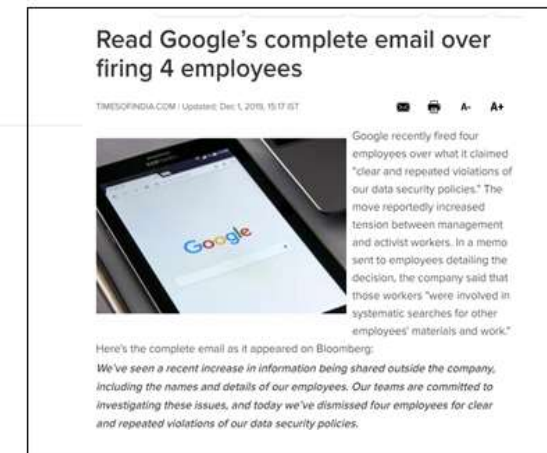 Read Google's complete email over
firing 4 employees
TIMESOFINDIA.COM | Updated: Dec 1, 2019, 15:17 IST
A- A+
Google
Google recently fired four
employees over what it claimed
"clear and repeated violations of
our data security policies." The
move reportedly increased
tension between management
and activist workers. In a memo
sent to employees detailing the
decision, the company said that
those workers "were involved in
systematic searches for other
employees' materials and work."
Here's the complete email as it appeared on Bloomberg:
We've seen a recent increase in information being shared outside the company,
including the names and details of our employees. Our teams are committed to
investigating these issues, and today we've dismissed four employees for clear
and repeated violations of our data security policies.